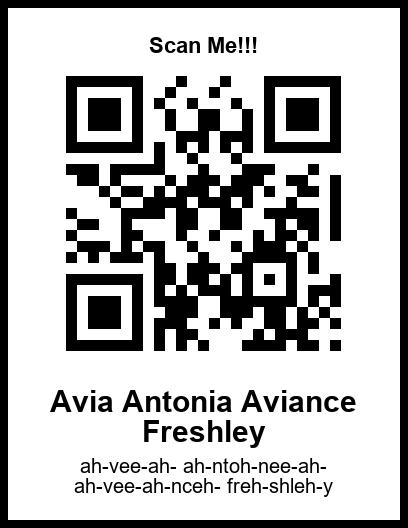 Scan Me!!!
Avia Antonia Aviance
Freshley
ah-vee-ah- ah-ntoh-nee-ah-
ah-vee-ah-nceh- freh-shleh-y